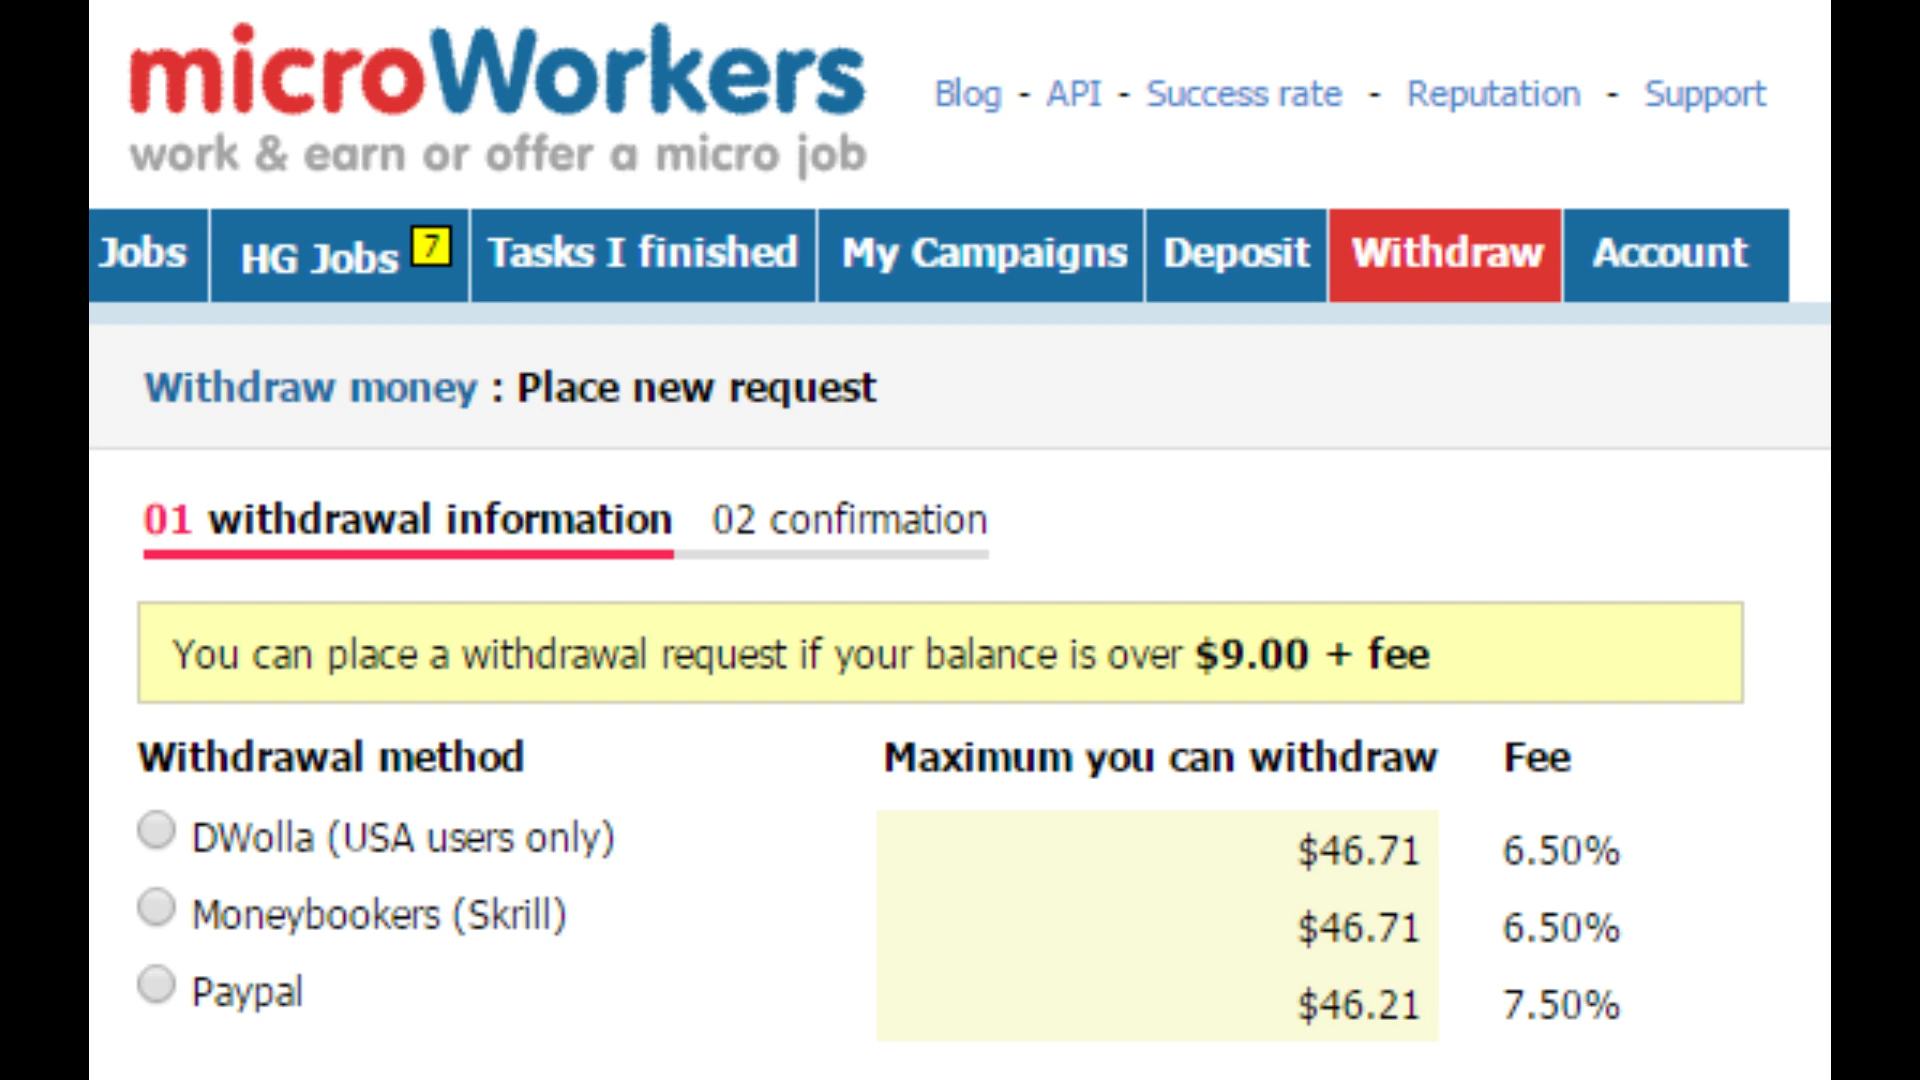 microWorkers
work & earn or offer a micro job
Blog - API - Success rate - Reputation - Support
Jobs HG Jobs 7 Tasks I finished My Campaigns Deposit Withdraw Account
Withdraw money : Place new request
01 withdrawal information 02 confirmation
You can place a withdrawal request if your balance is over $9.00 + fee
Withdrawal method Maximum you can withdraw Fee
DWolla (USA users only) $46.71 6.50%
Moneybookers (Skrill) $46.71 6.50%
Paypal $46.21 7.50%